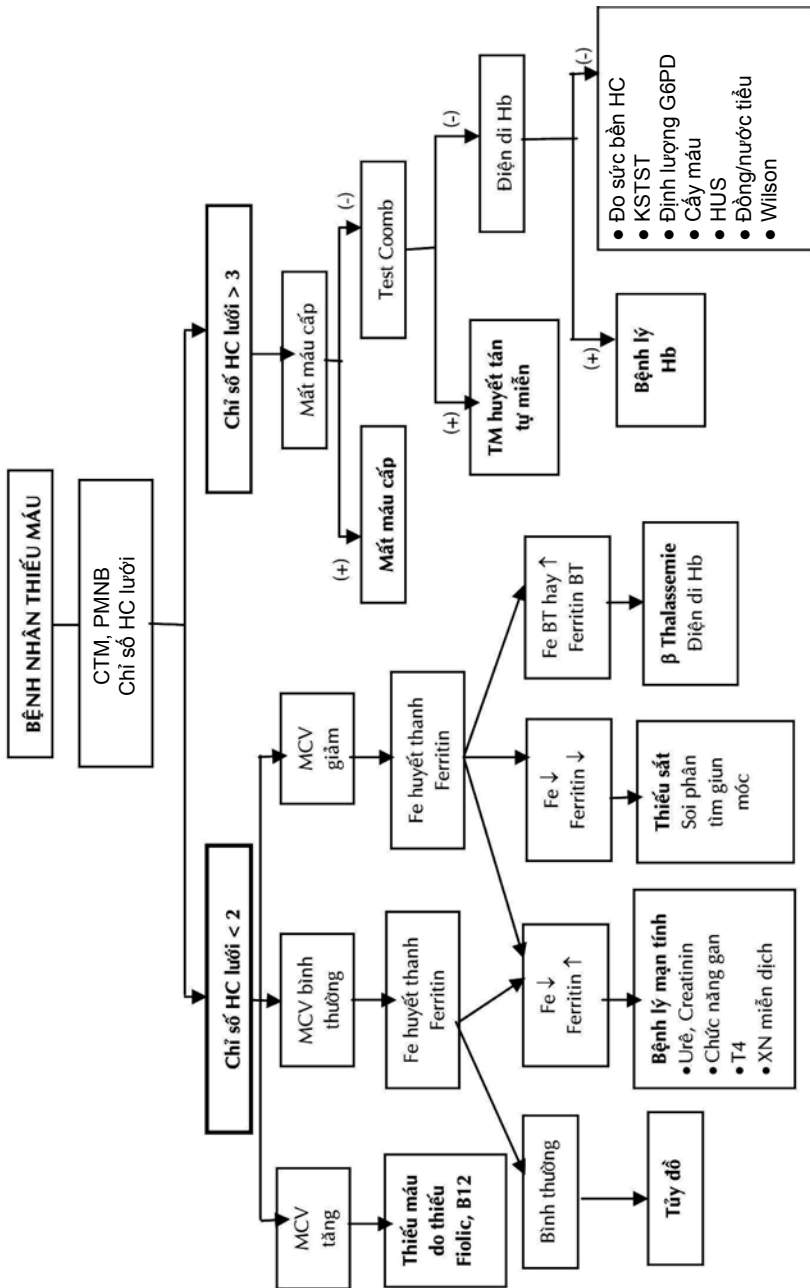 BỆNH NHÂN THIẾU MÁU
CTM, PMNB
Chỉ số HC lưới
Chỉ số HC lưới < 2
Chỉ số HC lưới > 3
MCV
tăng
MCV bình
thường
MCV
giảm
Mất máu cấp
Thiếu máu
do thiếu
Fiolic, B12
Fe huyết thanh
Ferritin
Fe huyết thanh
Ferritin
(+)
(-)
Mất máu cấp
Test Coomb
Bình thường
Fe ↓
Ferritin ↑
Fe ↓
Ferritin ↓
Fe BT hay ↑
Ferritin BT
(+)
(-)
TM huyết tán
tự miễn
Điện di Hb
Tủy đồ
Bệnh lý mạn tính
• Urê, Creatinin
• Chức năng gan
• T4
• XN miễn dịch
Thiếu sắt
Soi phân
tìm giun
móc
β Thalassemie
Điện di Hb
(+)
(-)
Bệnh lý
Hb
• Đo sức bền HC
• KSTST
• Định lượng G6PD
• Cấy máu
• HUS
• Đồng/nước tiểu
• Wilson